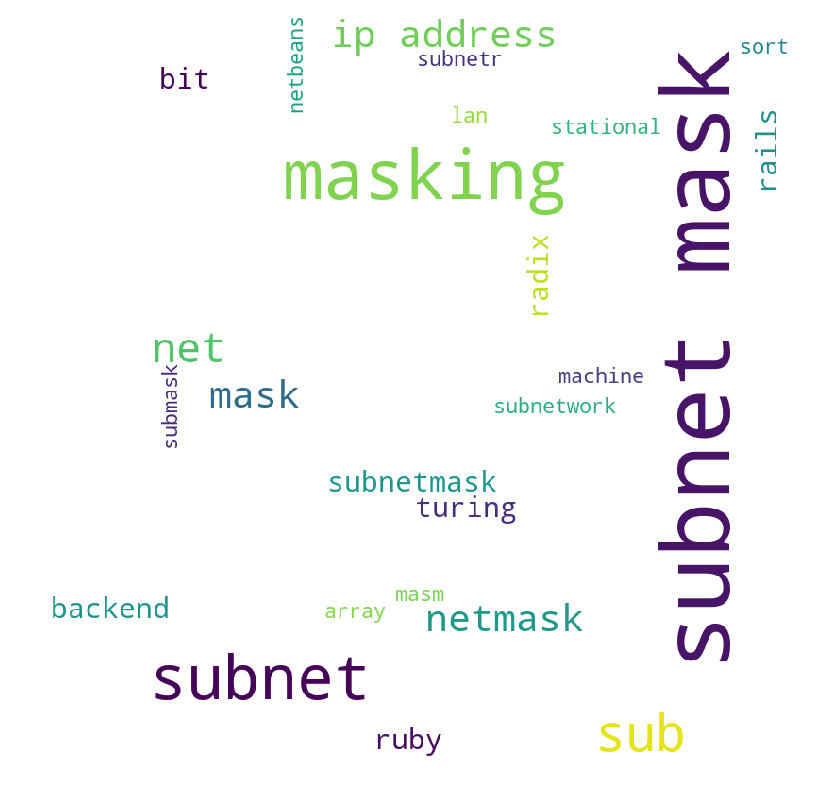 ip address
netbeans
sort
subnetr
bit
lan
stational
rails
masking
subnet mask
radix
net
submask
machine
mask
subnetwork
subnetmask
turing
masm
backend
array
netmask
subnet
sub
ruby